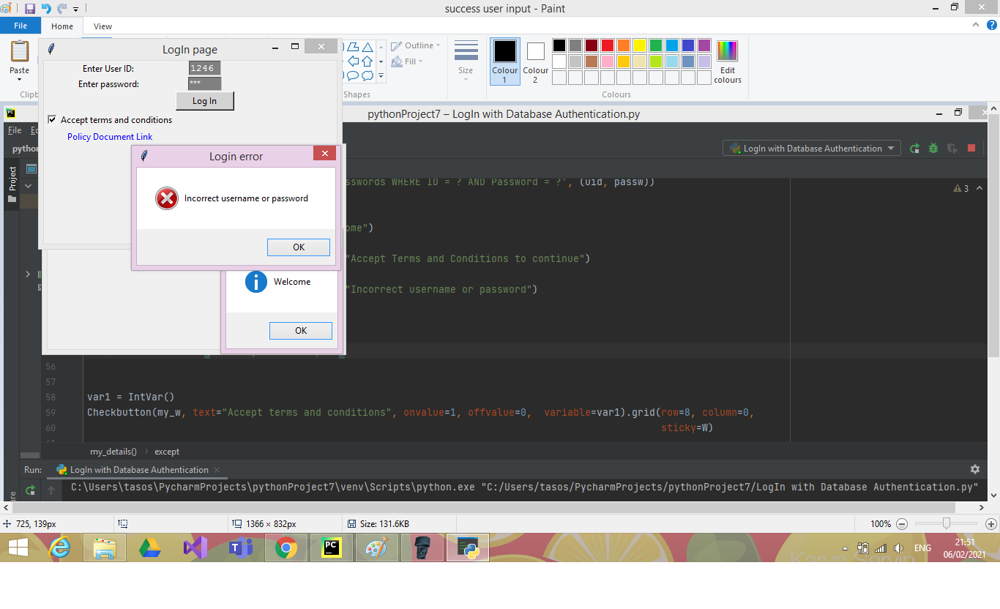 success user input - Paint
File Home View
LogIn page
Enter User ID: 1246
Enter password: ***
Log In
Accept terms and conditions
Policy Document Link
Paste
Outline
Fill
Shapes
Size
Colour 1
Colour 2
Edit colours
Colours
pythonProject7 – LogIn with Database Authentication.py
File
LogIn with Database Authentication
Project
WHERE ID = ? AND Password = ?', (uid, passw))
3
Login error
Incorrect username or password
OK
"Accept Terms and Conditions to continue")
"Incorrect username or password")
Welcome
OK
56
57
58 var1 = IntVar()
59 Checkbutton(my_w, text="Accept terms and conditions", onvalue=1, offvalue=0, variable=var1).grid(row=8, column=0,
60 sticky=W)
my_details() › except
Run: LogIn with Database Authentication
C:\Users\tasos\PycharmProjects\pythonProject7\venv\Scripts\python.exe "C:/Users/tasos/PycharmProjects/pythonProject7/LogIn with Database Authentication.py"
725, 139px
1366 × 832px
Size: 131.6KB
100%
PC
ENG
21:51
06/02/2021